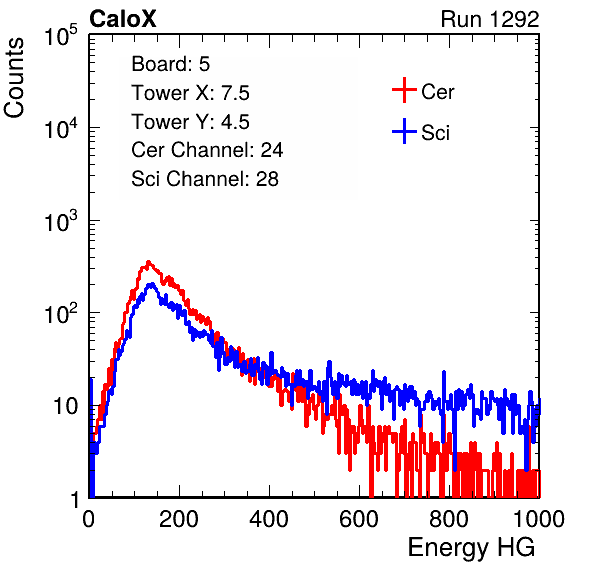 CaloX Run 1292
Counts
10^5
10^4
10^3
10^2
10
1
Board: 5
Tower X: 7.5
Tower Y: 4.5
Cer Channel: 24
Sci Channel: 28
Cer
Sci
0 200 400 600 800 1000
Energy HG